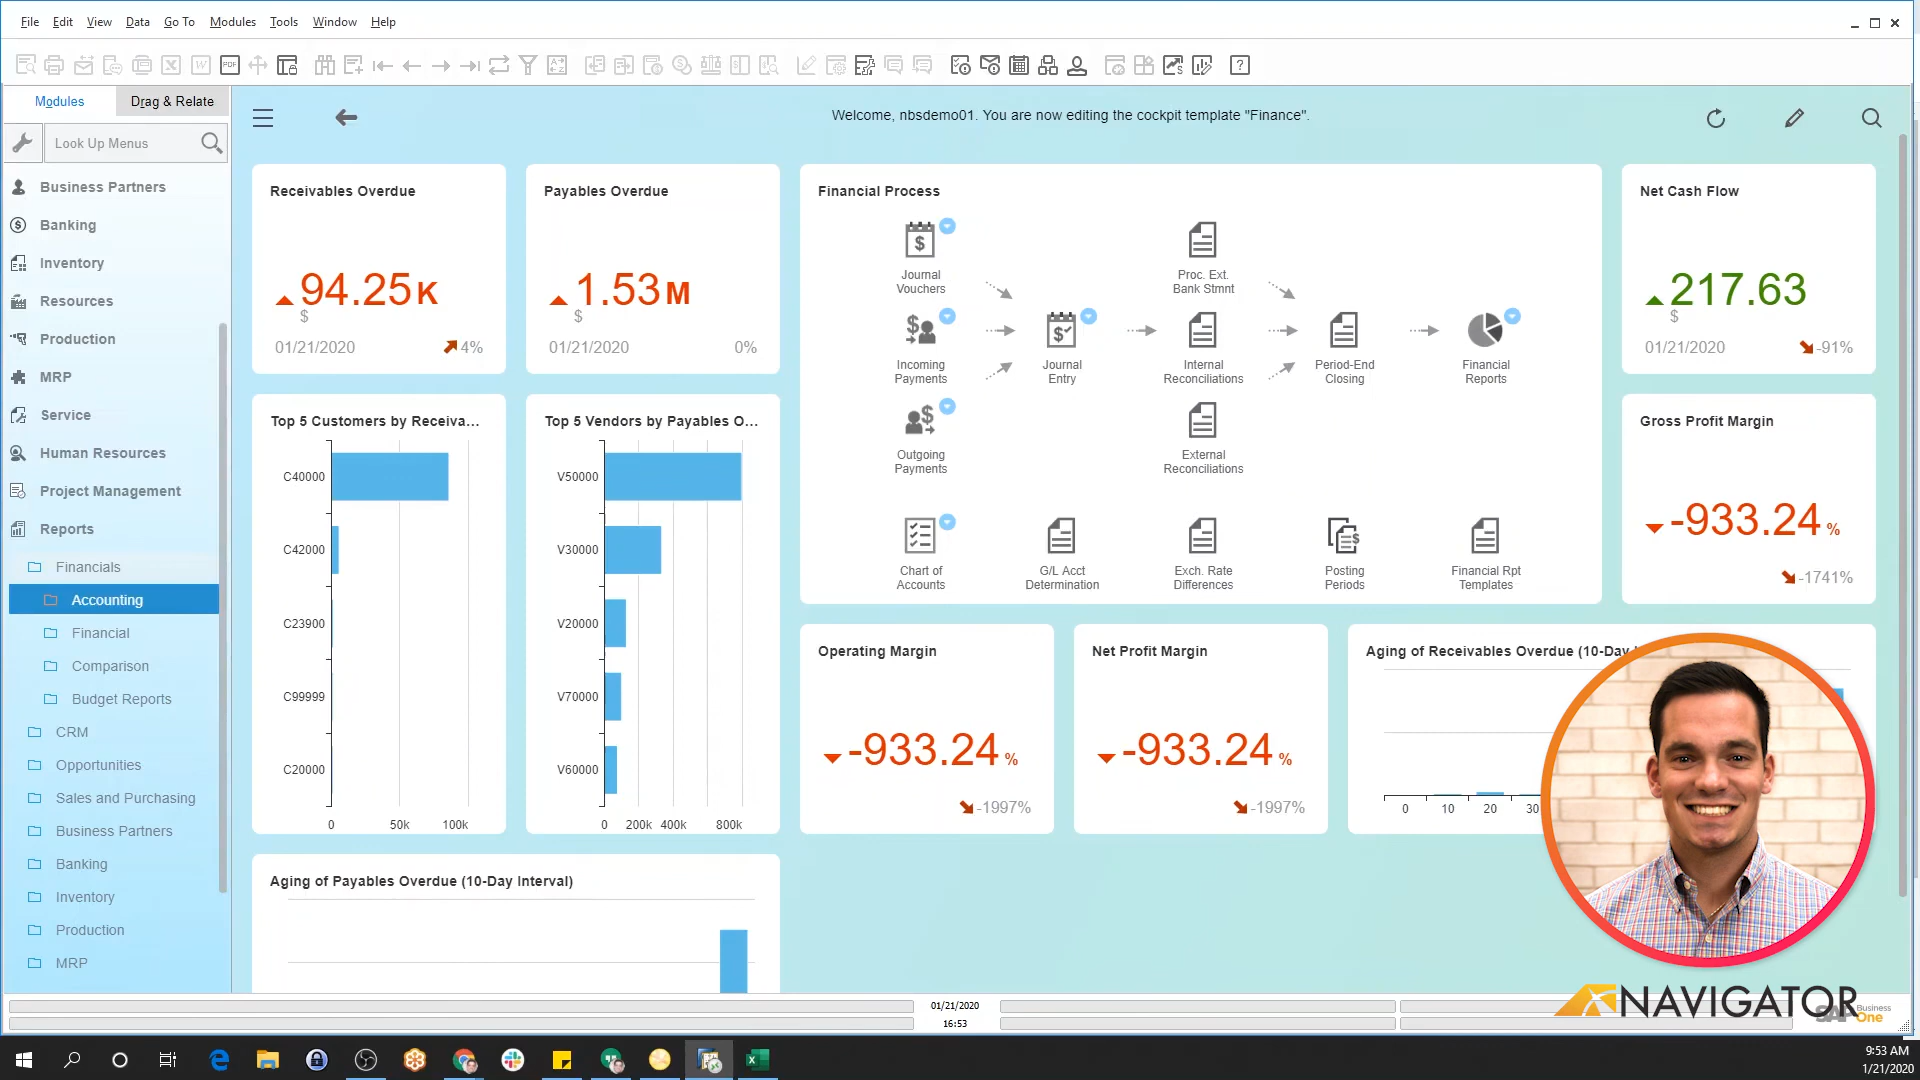 File Edit View Data Go To Modules Tools Window Help
PDF
Modules
Drag & Relate
Look Up Menus
Business Partners
Banking
Inventory
Resources
Production
MRP
Service
Human Resources
Project Management
Reports
Financials
Accounting
Financial
Comparison
Budget Reports
CRM
Opportunities
Sales and Purchasing
Business Partners
Banking
Inventory
Production
MRP
Welcome, nbsdemo01. You are now editing the cockpit template "Finance".
Receivables Overdue
94.25 K
$
01/21/2020
4%
Payables Overdue
1.53 M
$
01/21/2020
0%
Financial Process
Journal
Vouchers
Proc. Ext.
Bank Stmnt
Incoming
Payments
Journal
Entry
Internal
Reconciliations
Period-End
Closing
Financial
Reports
Outgoing
Payments
External
Reconciliations
Chart of
Accounts
G/L Acct
Determination
Exch. Rate
Differences
Posting
Periods
Financial Rpt
Templates
Net Cash Flow
217.63
$
01/21/2020
-91%
Gross Profit Margin
-933.24 %
-1741%
Top 5 Customers by Receiva...
C40000
C42000
C23900
C99999
C20000
0 50k 100k
Top 5 Vendors by Payables O...
V50000
V30000
V20000
V70000
V60000
0 200k 400k 800k
Operating Margin
-933.24 %
-1997%
Net Profit Margin
-933.24 %
-1997%
Aging of Receivables Overdue (10-Day
0 10 20 30
Aging of Payables Overdue (10-Day Interval)
01/21/2020
16:53
NAVIGATOR
SAP Business
One
9:53 AM
1/21/2020